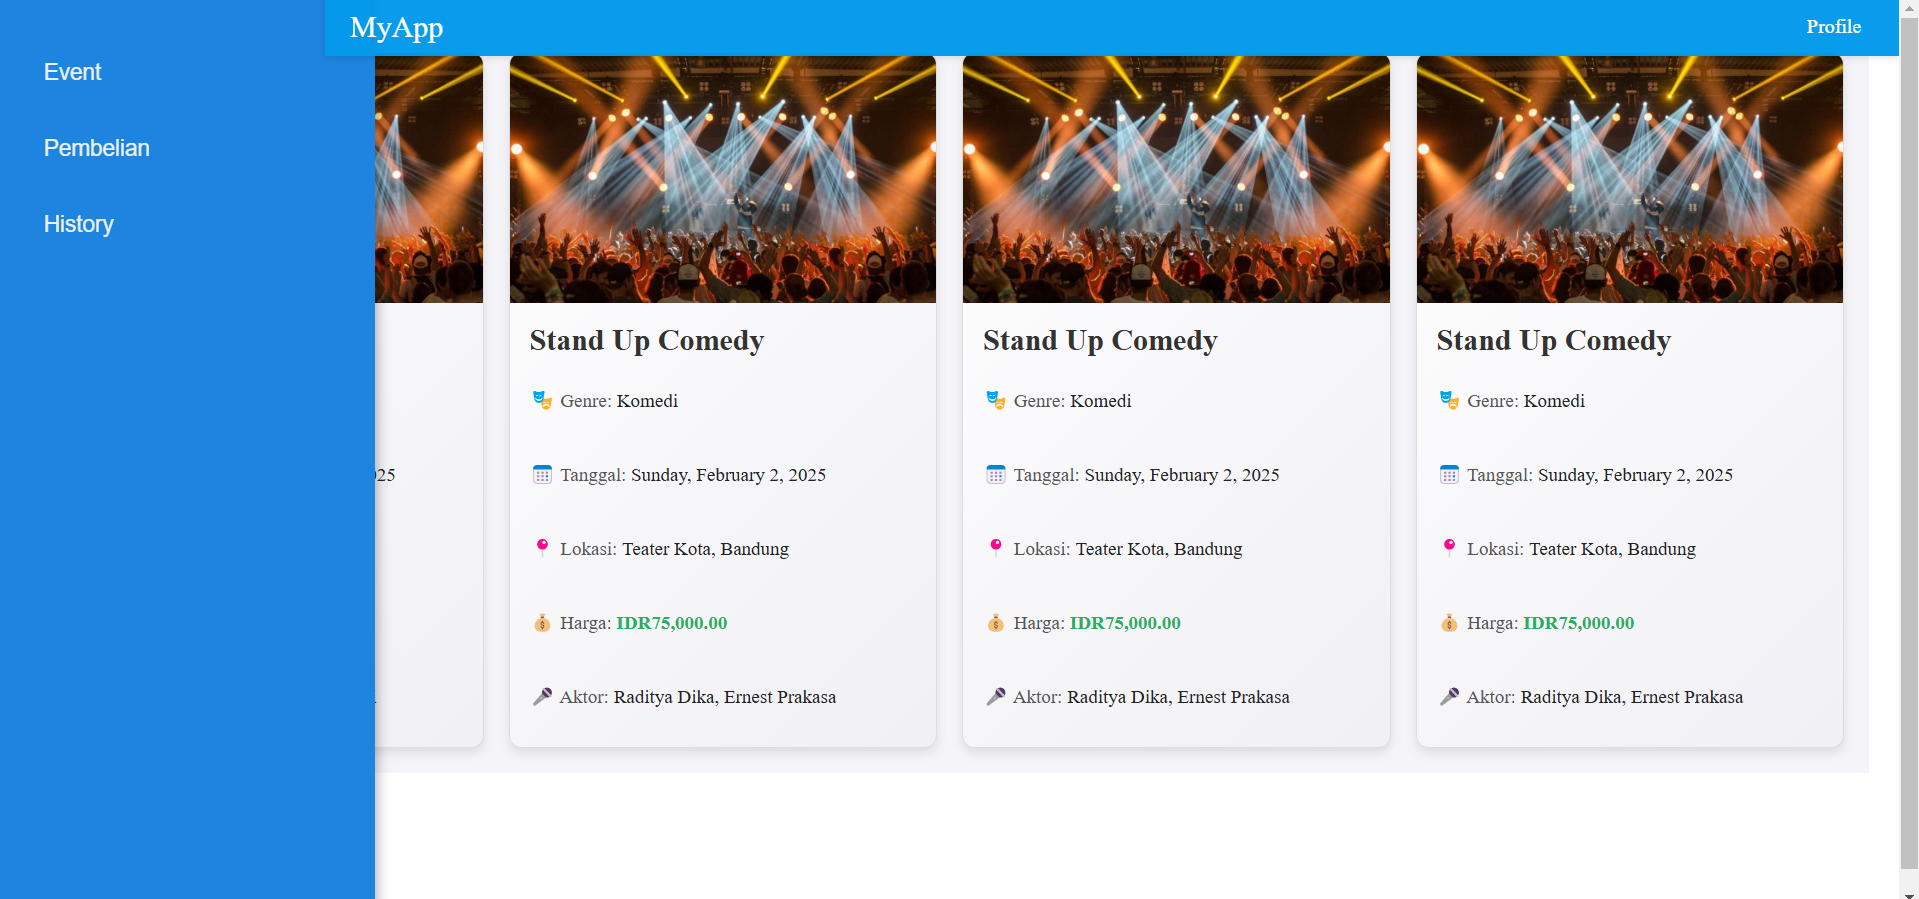 MyApp
Profile
Event
Pembelian
History
Stand Up Comedy
Genre: Komedi
Tanggal: Sunday, February 2, 2025
Lokasi: Teater Kota, Bandung
Harga: IDR75,000.00
Aktor: Raditya Dika, Ernest Prakasa
Stand Up Comedy
Genre: Komedi
Tanggal: Sunday, February 2, 2025
Lokasi: Teater Kota, Bandung
Harga: IDR75,000.00
Aktor: Raditya Dika, Ernest Prakasa
Stand Up Comedy
Genre: Komedi
Tanggal: Sunday, February 2, 2025
Lokasi: Teater Kota, Bandung
Harga: IDR75,000.00
Aktor: Raditya Dika, Ernest Prakasa